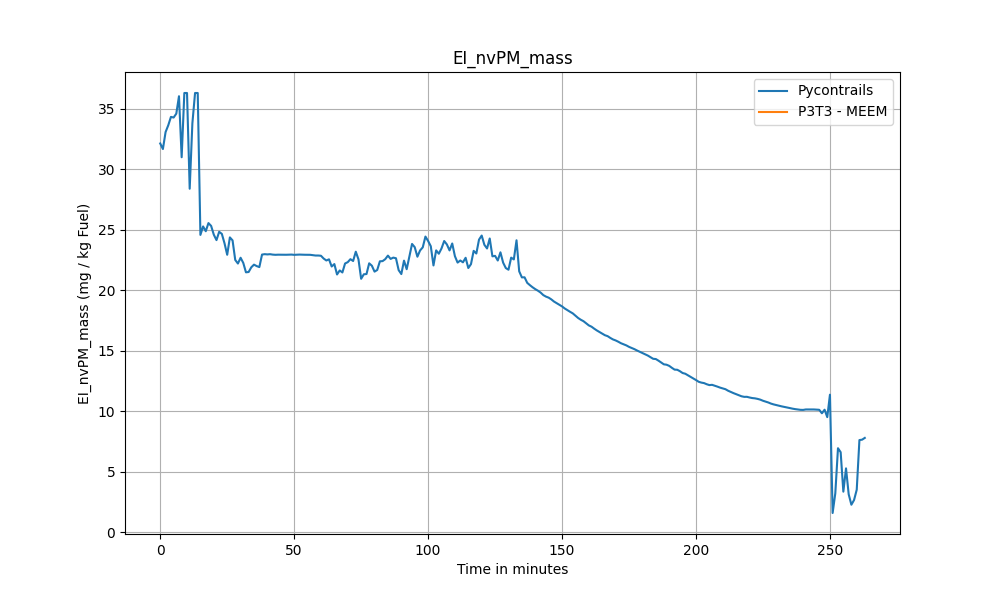 EI_nvPM_mass
Pycontrails
P3T3 - MEEM
EI_nvPM_mass (mg / kg Fuel)
35
30
25
20
15
10
5
0
0 50 100 150 200 250
Time in minutes